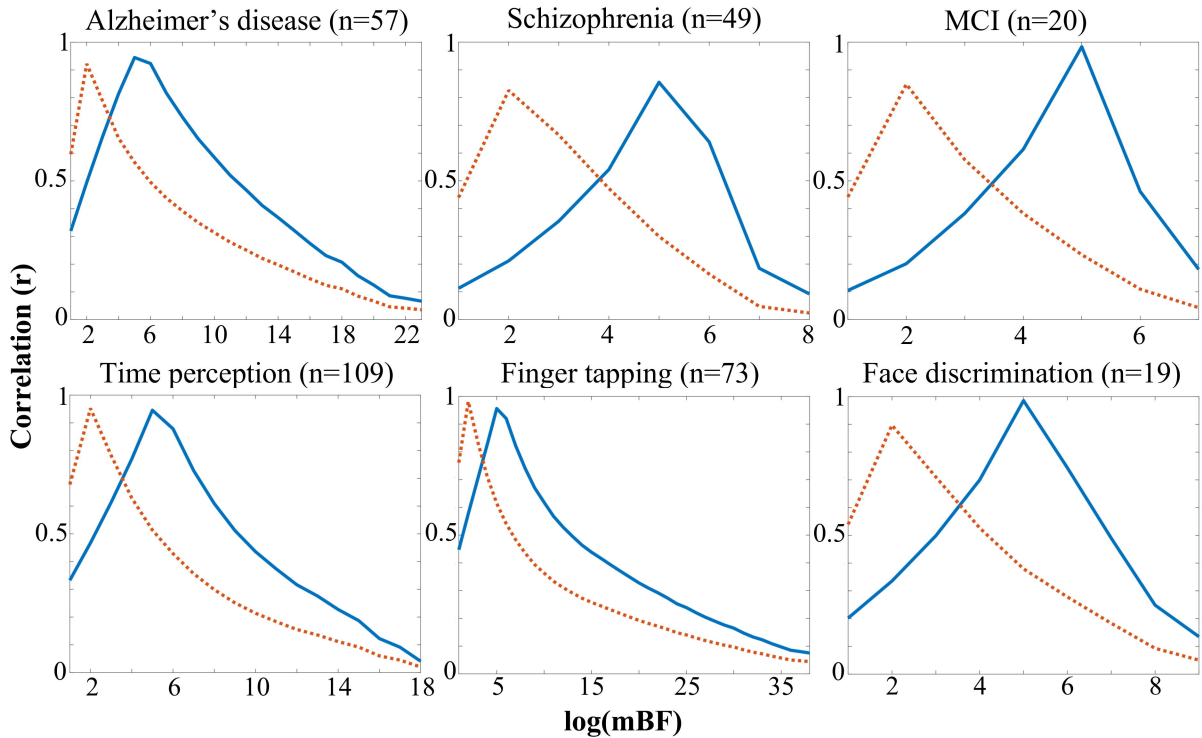 Alzheimer's disease (n=57)
Schizophrenia (n=49)
MCI (n=20)
1
0.5
0
2 6 10 14 18 22
1
0.5
0
2 4 6 8
1
0.5
0
2 4 6
Correlation (r)
Time perception (n=109)
Finger tapping (n=73)
Face discrimination (n=19)
1
0.5
0
2 6 10 14 18
1
0.5
0
5 15 25 35
1
0.5
0
2 4 6 8
log(mBF)